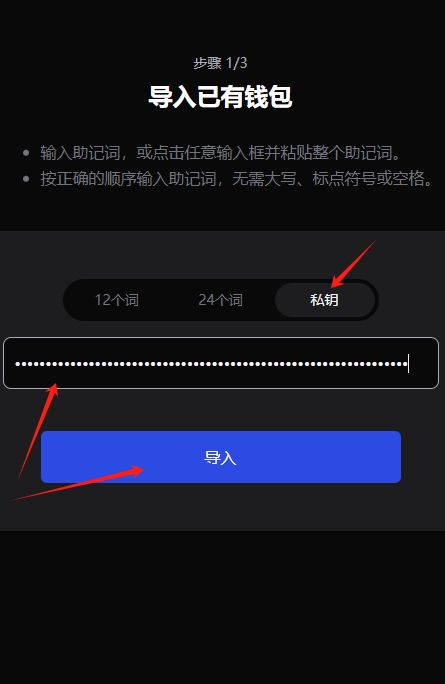 步骤 1/3
导入已有钱包
• 输入助记词，或点击任意输入框并粘贴整个助记词。
• 按正确的顺序输入助记词，无需大写、标点符号或空格。
12个词 24个词 私钥
导入